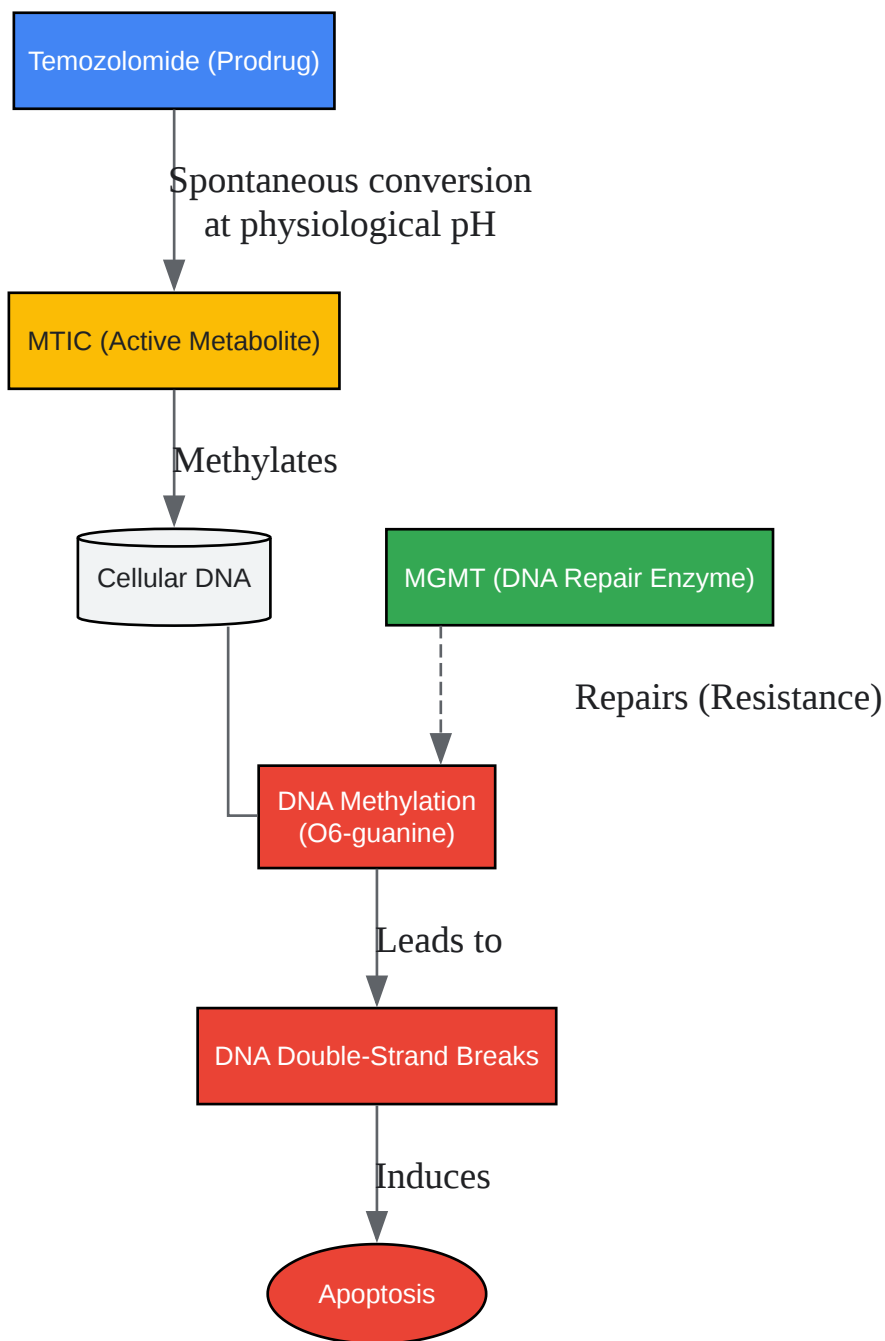 Temozolomide (Prodrug)
Spontaneous conversion
at physiological pH
MTIC (Active Metabolite)
Methylates
Cellular DNA
MGMT (DNA Repair Enzyme)
Repairs (Resistance)
DNA Methylation
(O6-guanine)
Leads to
DNA Double-Strand Breaks
Induces
Apoptosis